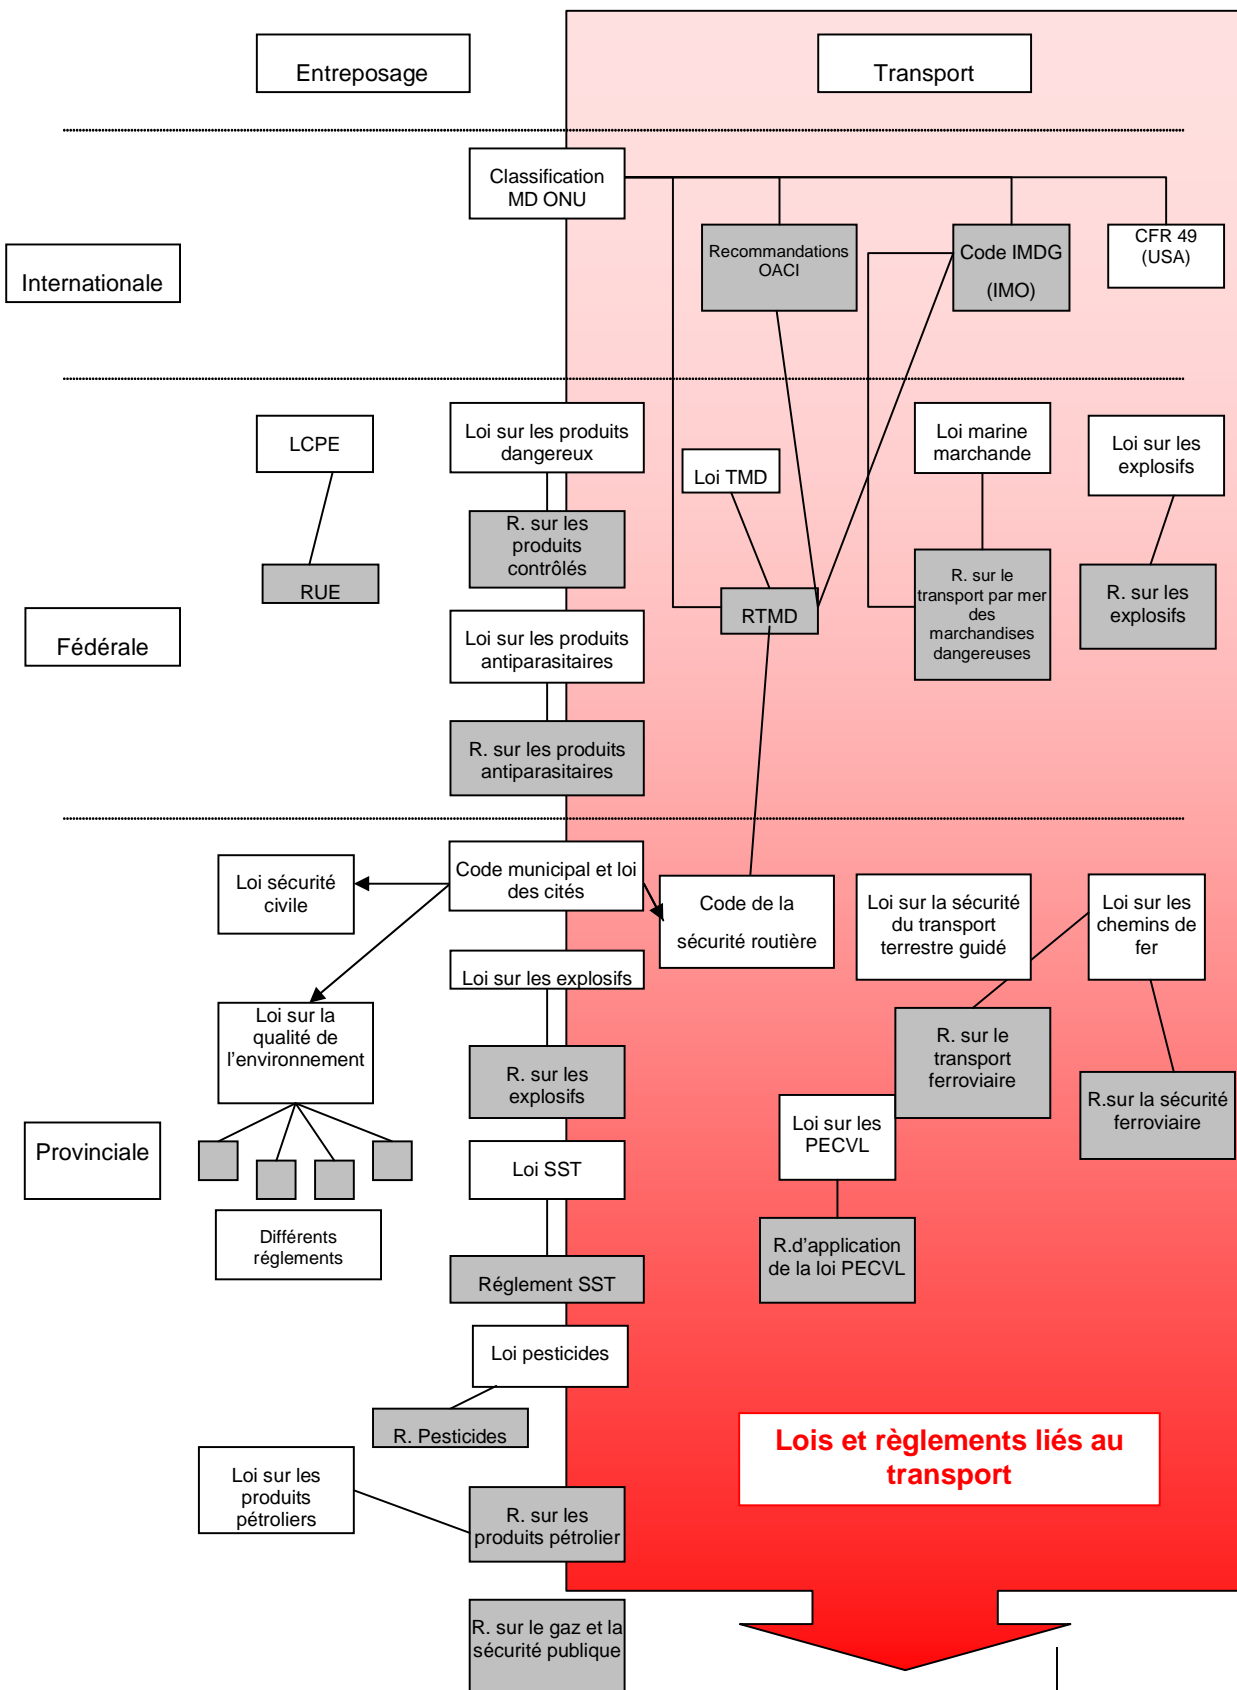 Entreposage
Transport
Classification
MD ONU
Internationale
Recommandations
OACI
Code IMDG
(IMO)
CFR 49
(USA)
LCPE
RUE
Loi sur les produits
dangereux
R. sur les
produits
contrôlés
Loi TMD
RTMD
Loi marine
marchande
R. sur le
transport par mer
des
marchandises
dangereuses
Loi sur les
explosifs
R. sur les
explosifs
Fédérale
Loi sur les produits
antiparasitaires
R. sur les produits
antiparasitaires
Loi sécurité
civile
Code municipal et loi
des cités
Code de la
sécurité routière
Loi sur la sécurité
du transport
terrestre guidé
Loi sur les
chemins de
fer
Loi sur les explosifs
Loi sur la
qualité de
l’environnement
R. sur les
explosifs
R. sur le
transport
ferroviaire
R.sur la sécurité
ferroviaire
Provinciale
Loi SST
Loi sur les
PECVL
Différents
réglements
Réglement SST
R.d’application
de la loi PECVL
Loi pesticides
R. Pesticides
Loi sur les
produits
pétroliers
R. sur les
produits pétrolier
Lois et règlements liés au
transport
R. sur le gaz et la
sécurité publique